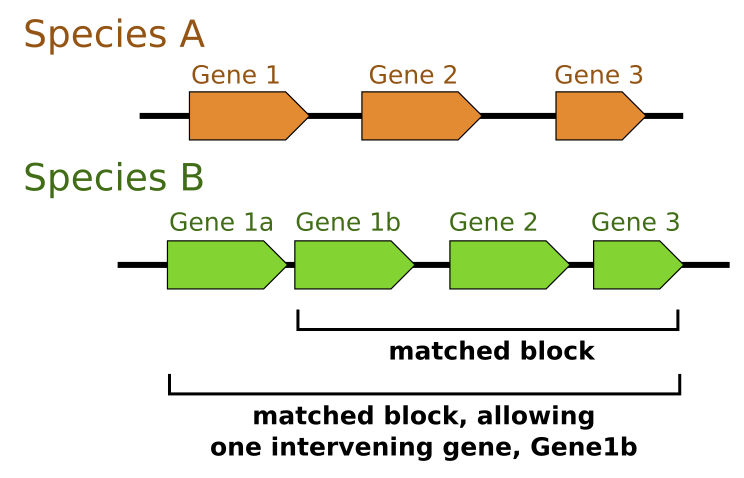 Species A
Gene 1 Gene 2 Gene 3
Species B
Gene 1a Gene 1b Gene 2 Gene 3
matched block
matched block, allowing
one intervening gene, Gene1b